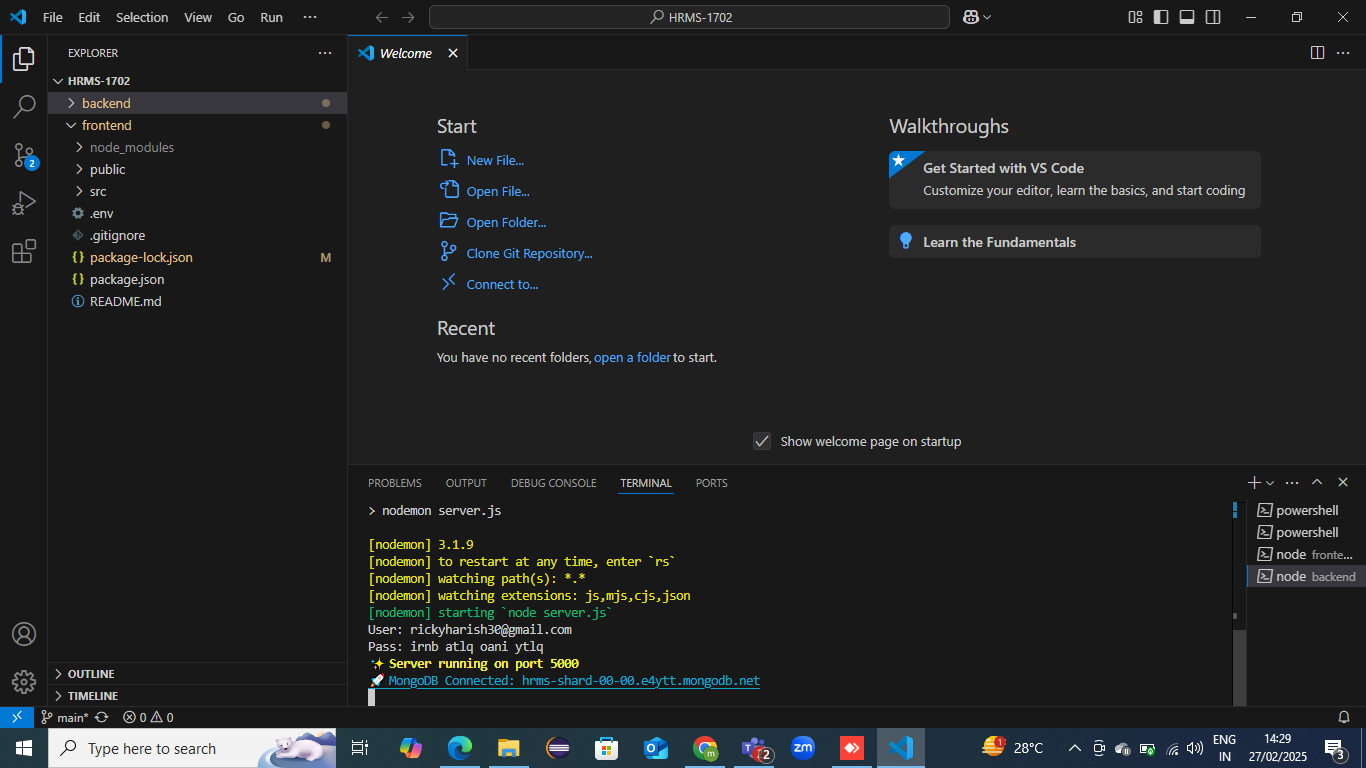 File Edit Selection View Go Run ···
HRMS-1702
EXPLORER
HRMS-1702
backend
frontend
node_modules
public
src
.env
.gitignore
package-lock.json M
package.json
README.md
OUTLINE
TIMELINE
2
Welcome
Start
New File...
Open File...
Open Folder...
Clone Git Repository...
Connect to...
Recent
You have no recent folders, open a folder to start.
Walkthroughs
Get Started with VS Code
Customize your editor, learn the basics, and start coding
Learn the Fundamentals
Show welcome page on startup
PROBLEMS OUTPUT DEBUG CONSOLE TERMINAL PORTS
> nodemon server.js
[nodemon] 3.1.9
[nodemon] to restart at any time, enter `rs`
[nodemon] watching path(s): *.*
[nodemon] watching extensions: js,mjs,cjs,json
[nodemon] starting `node server.js`
User: rickyharish30@gmail.com
Pass: irnb atlq oani ytlq
✨ Server running on port 5000
🚀 MongoDB Connected: hrms-shard-00-00.e4ytt.mongodb.net
powershell
powershell
node fronte...
node backend
main* 0 0
Type here to search
m
2
zm
1
28°C
ENG
IN
14:29
27/02/2025
3